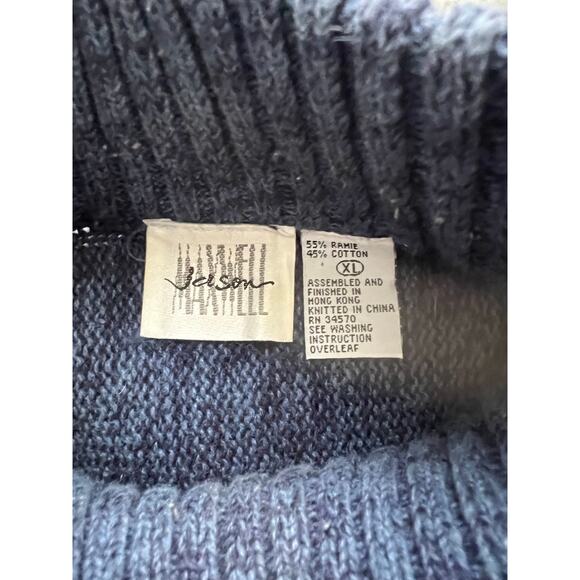 MAXWELL
Jason
55% RAMIE
45% COTTON
XL
ASSEMBLED AND
FINISHED IN
HONG KONG
KNITTED IN CHINA
RN 34570
SEE WASHING
INSTRUCTION
OVERLEAF